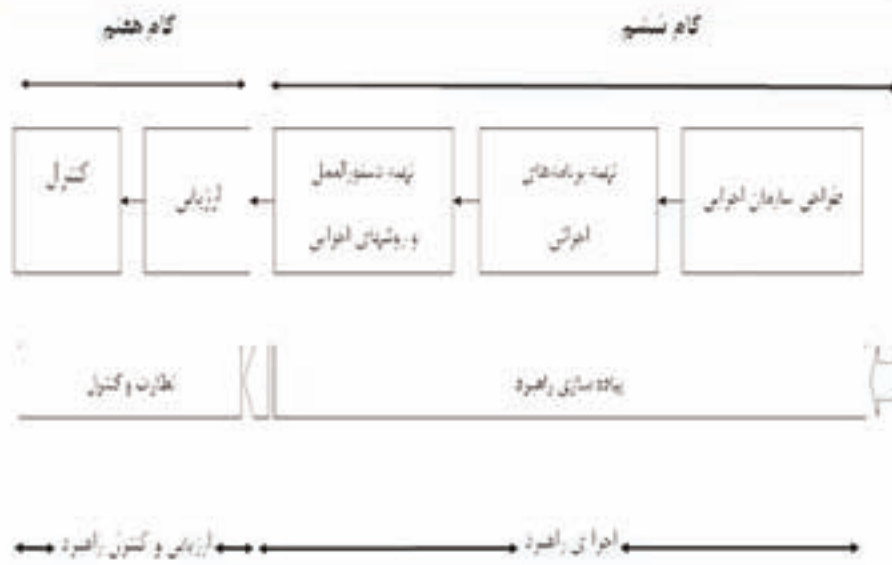 گام ششم
گام هفتم
طراحی سازمان اجرایی
تهیه برنامه‌های
اجرائی
تهیه دستورالعمل
و روشهای اجرایی
ارزیابی
کنترل
پیاده سازی راهبرد
نظارت و کنترل
اجرای راهبرد
ارزیابی و کنترل راهبرد